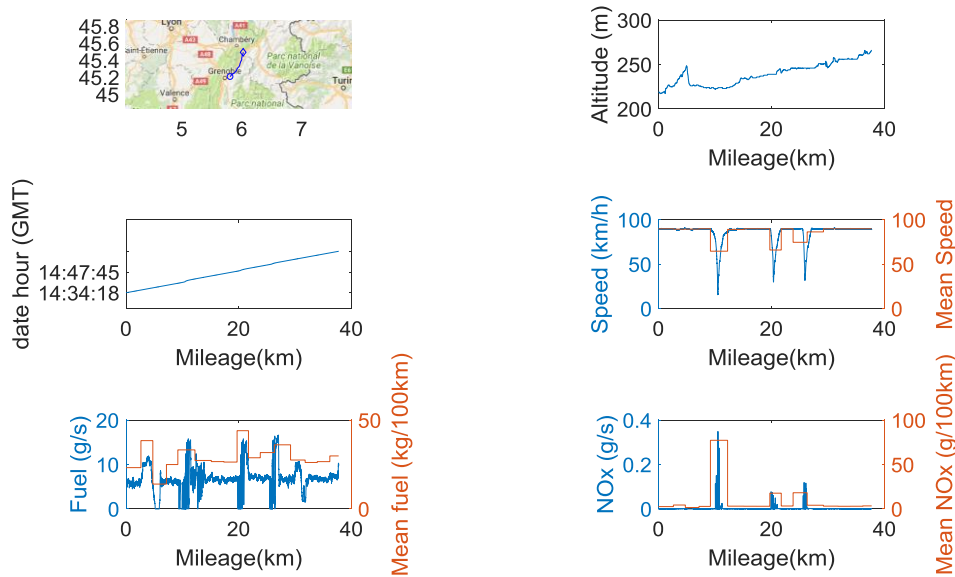 45.8
45.6
45.4
45.2
45
Lyon
A41
Chambéry
A43
A48
Parc national
de la Vanoise
Grenoble
A49
Valence
Turin
Parc national
5
6
7
Altitude (m)
300
250
200
0
20
40
Mileage(km)
date hour (GMT)
14:47:45
14:34:18
0
20
40
Mileage(km)
Speed (km/h)
100
50
0
100
50
0
Mean Speed
0
20
40
Mileage(km)
Fuel (g/s)
20
10
0
50
0
Mean fuel (kg/100km)
0
20
40
Mileage(km)
NOx (g/s)
0.4
0.2
0
100
50
0
Mean NOx (g/100km)
0
20
40
Mileage(km)